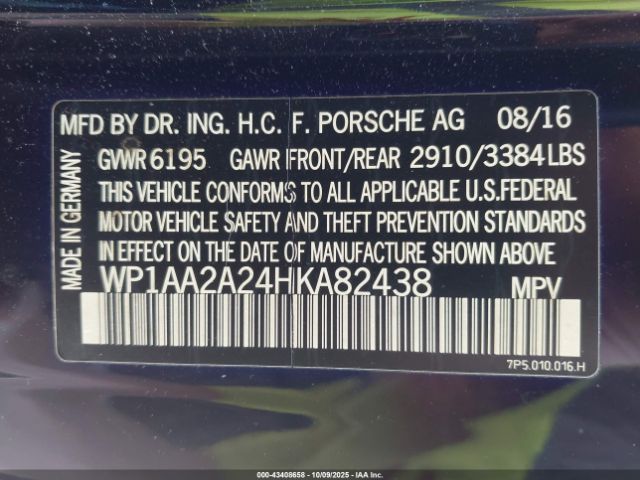 MFD BY DR. ING. H.C. F. PORSCHE AG 08/16
GVWR 6195 GAWR FRONT/REAR 2910/3384 LBS
THIS VEHICLE CONFORMS TO ALL APPLICABLE U.S.FEDERAL
MOTOR VEHICLE SAFETY AND THEFT PREVENTION STANDARDS
IN EFFECT ON THE DATE OF MANUFACTURE SHOWN ABOVE.
WP1AA2A24HKA82438 MPV
MADE IN GERMANY
7P5.010.016.H
000-43408658 - 10/09/2025 - IAA Inc.